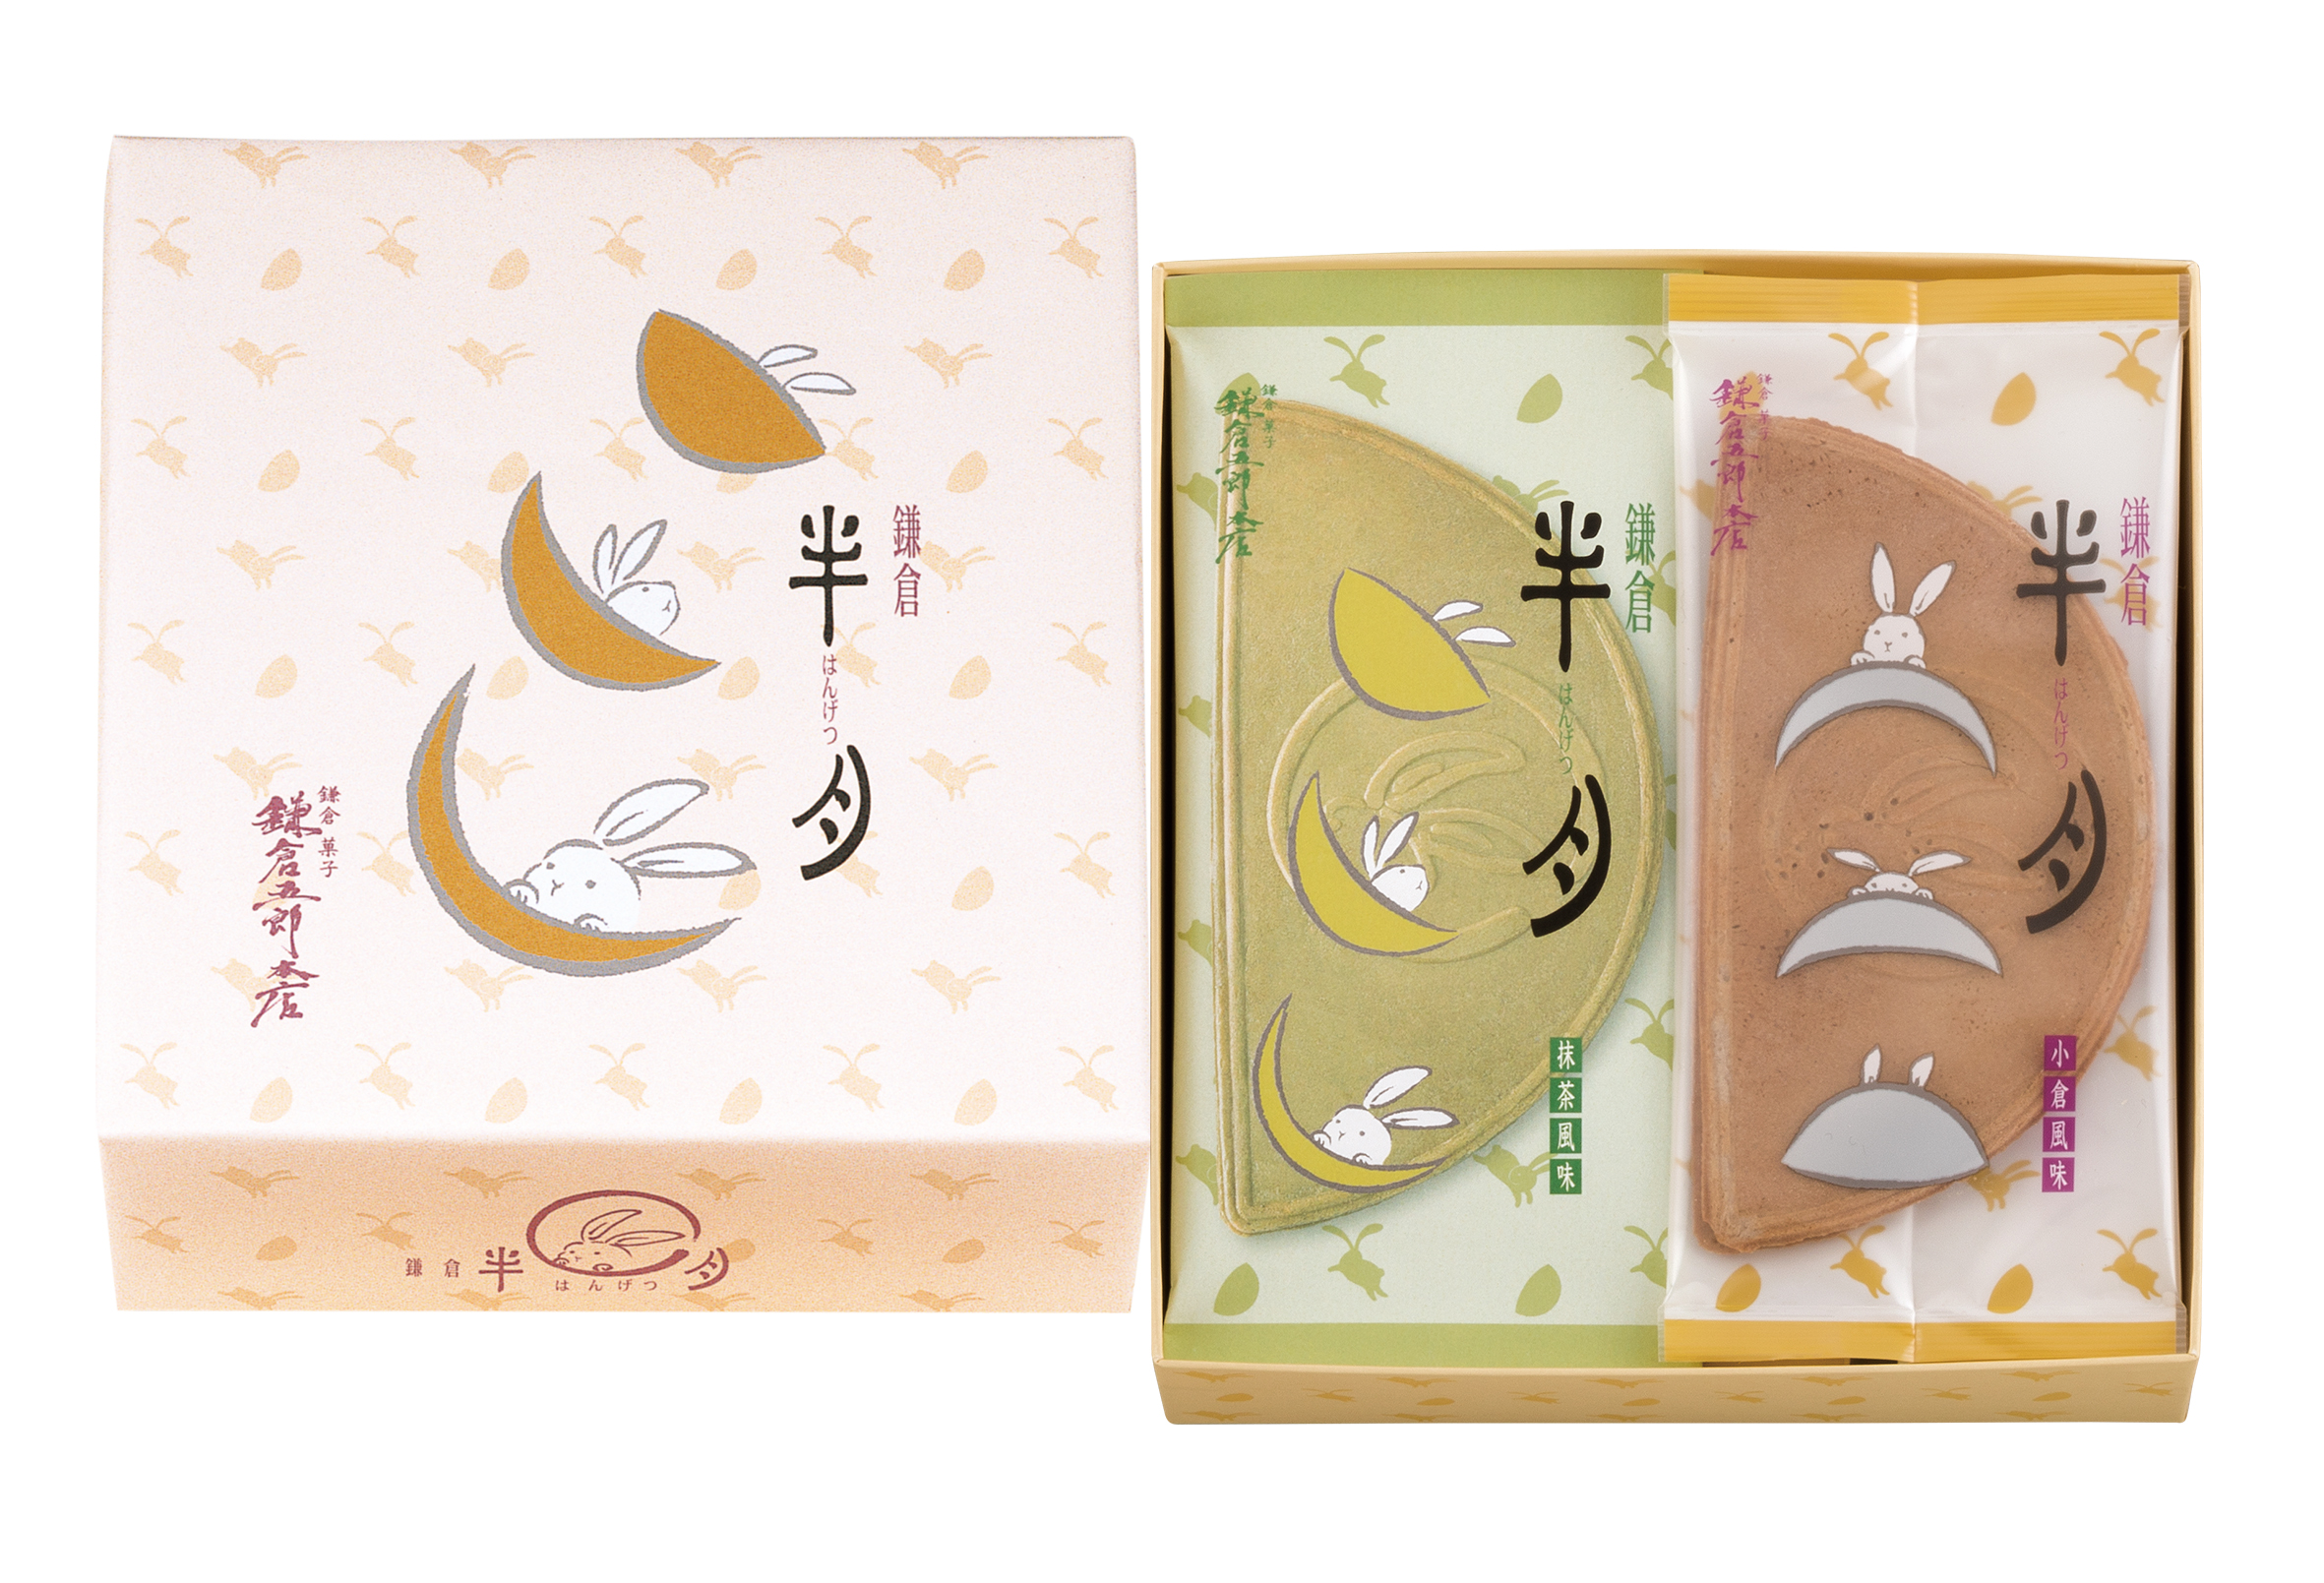 鎌倉
半月
はんげつ
鎌倉菓子
鎌倉五郎本店
鎌倉半月
はんげつ
鎌倉
半月
はんげつ
鎌倉菓子
鎌倉五郎本店
抹茶風味
鎌倉
半月
はんげつ
鎌倉菓子
鎌倉五郎本店
小倉風味